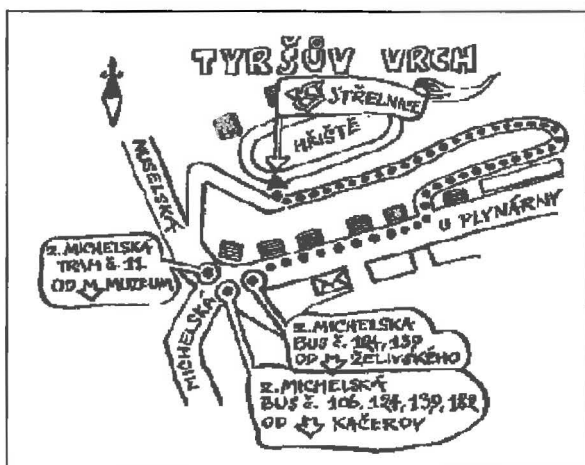 TYRŠŮV VRCH
STŘELNICE
HŘIŠTĚ
NUSELSKÁ
U PLYNÁRNY
Z. MICHELSKÁ
TRAM Č. 11
OD M MUZEUM
MICHELSKÁ
Z. MICHELSKÁ
BUS Č. 124, 139
OD M ŽELIVSKÉHO
Z. MICHELSKÁ
BUS Č. 106, 124, 139, 182
OD M KAČEROV